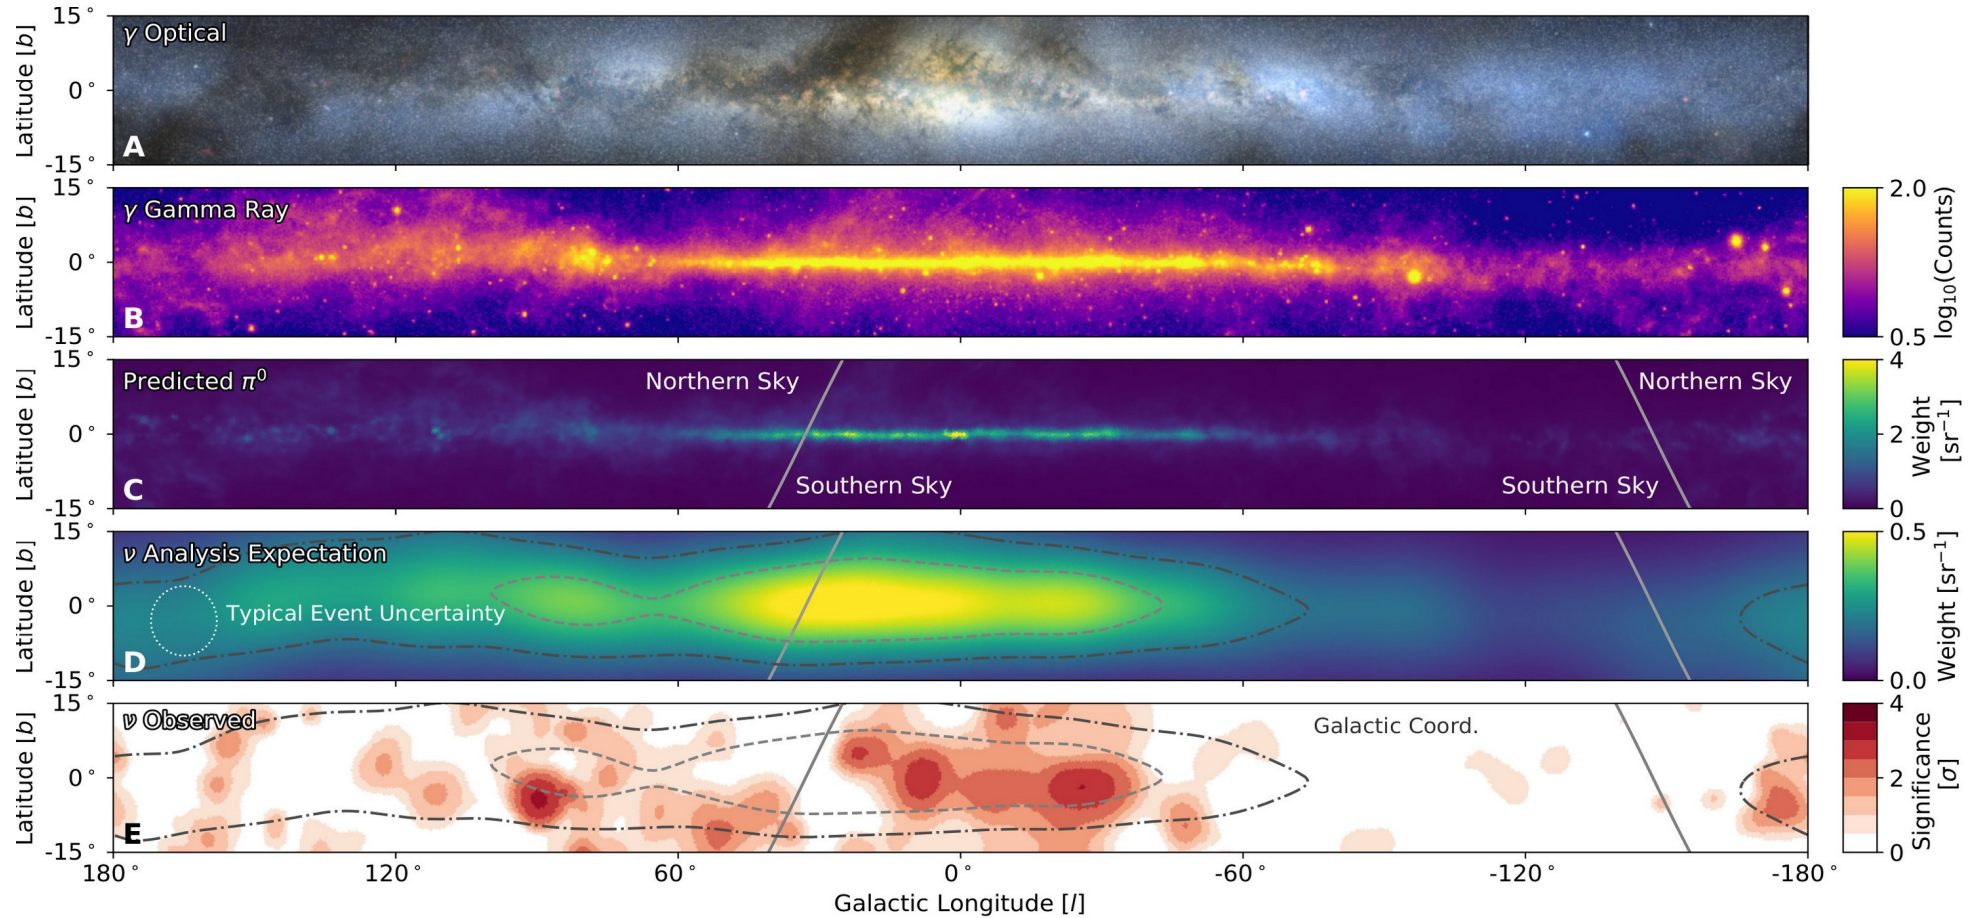 15°
0°
-15°
Latitude [b]
γ Optical
A
15°
0°
-15°
Latitude [b]
γ Gamma Ray
B
2.0
0.5
log₁₀(Counts)
15°
0°
-15°
Latitude [b]
Predicted π⁰
Northern Sky
Northern Sky
Southern Sky
Southern Sky
C
4
2
0
Weight
[sr⁻¹]
15°
0°
-15°
Latitude [b]
ν Analysis Expectation
Typical Event Uncertainty
D
0.5
0.0
Weight [sr⁻¹]
15°
0°
-15°
Latitude [b]
ν Observed
Galactic Coord.
E
4
2
0
Significance
[σ]
180° 120° 60° 0° -60° -120° -180°
Galactic Longitude [l]